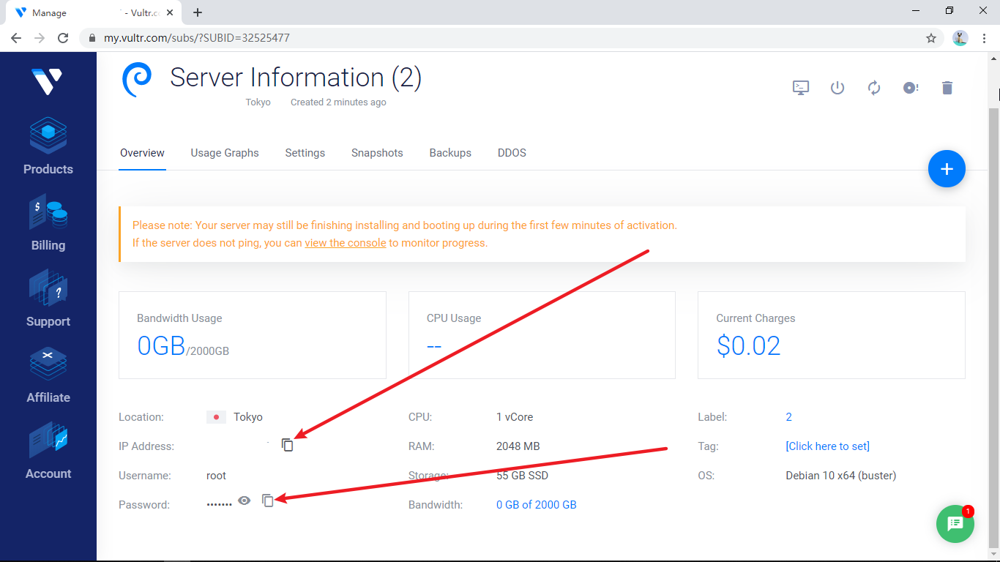 Manage - Vultr.c
my.vultr.com/subs/?SUBID=32525477
Server Information (2)
Tokyo Created 2 minutes ago
Overview Usage Graphs Settings Snapshots Backups DDOS
+
Products
Billing
Support
Affiliate
Account
Please note: Your server may still be finishing installing and booting up during the first few minutes of activation.
If the server does not ping, you can view the console to monitor progress.
Bandwidth Usage
0GB/2000GB
CPU Usage
--
Current Charges
$0.02
Location: Tokyo
IP Address:
Username: root
Password: •••••••
CPU: 1 vCore
RAM: 2048 MB
Storage: 55 GB SSD
Bandwidth: 0 GB of 2000 GB
Label: 2
Tag: [Click here to set]
OS: Debian 10 x64 (buster)
1